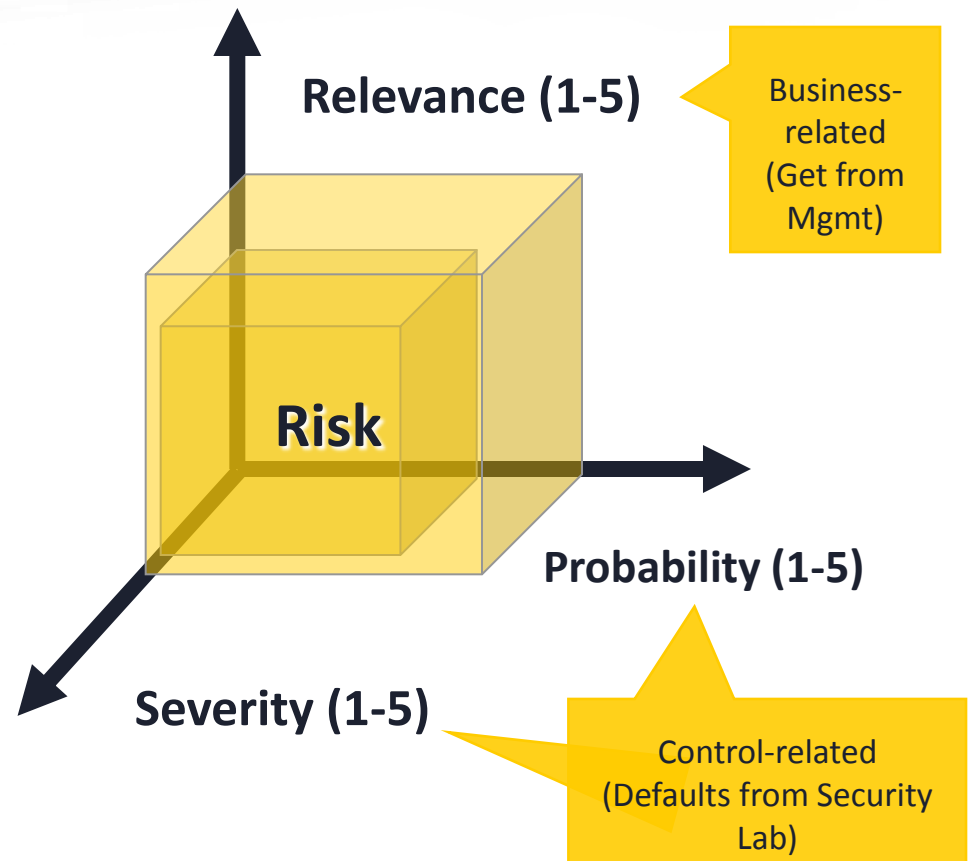 Relevance (1-5)
Business-
related
(Get from
Mgmt)
Risk
Probability (1-5)
Severity (1-5)
Control-related
(Defaults from Security
Lab)